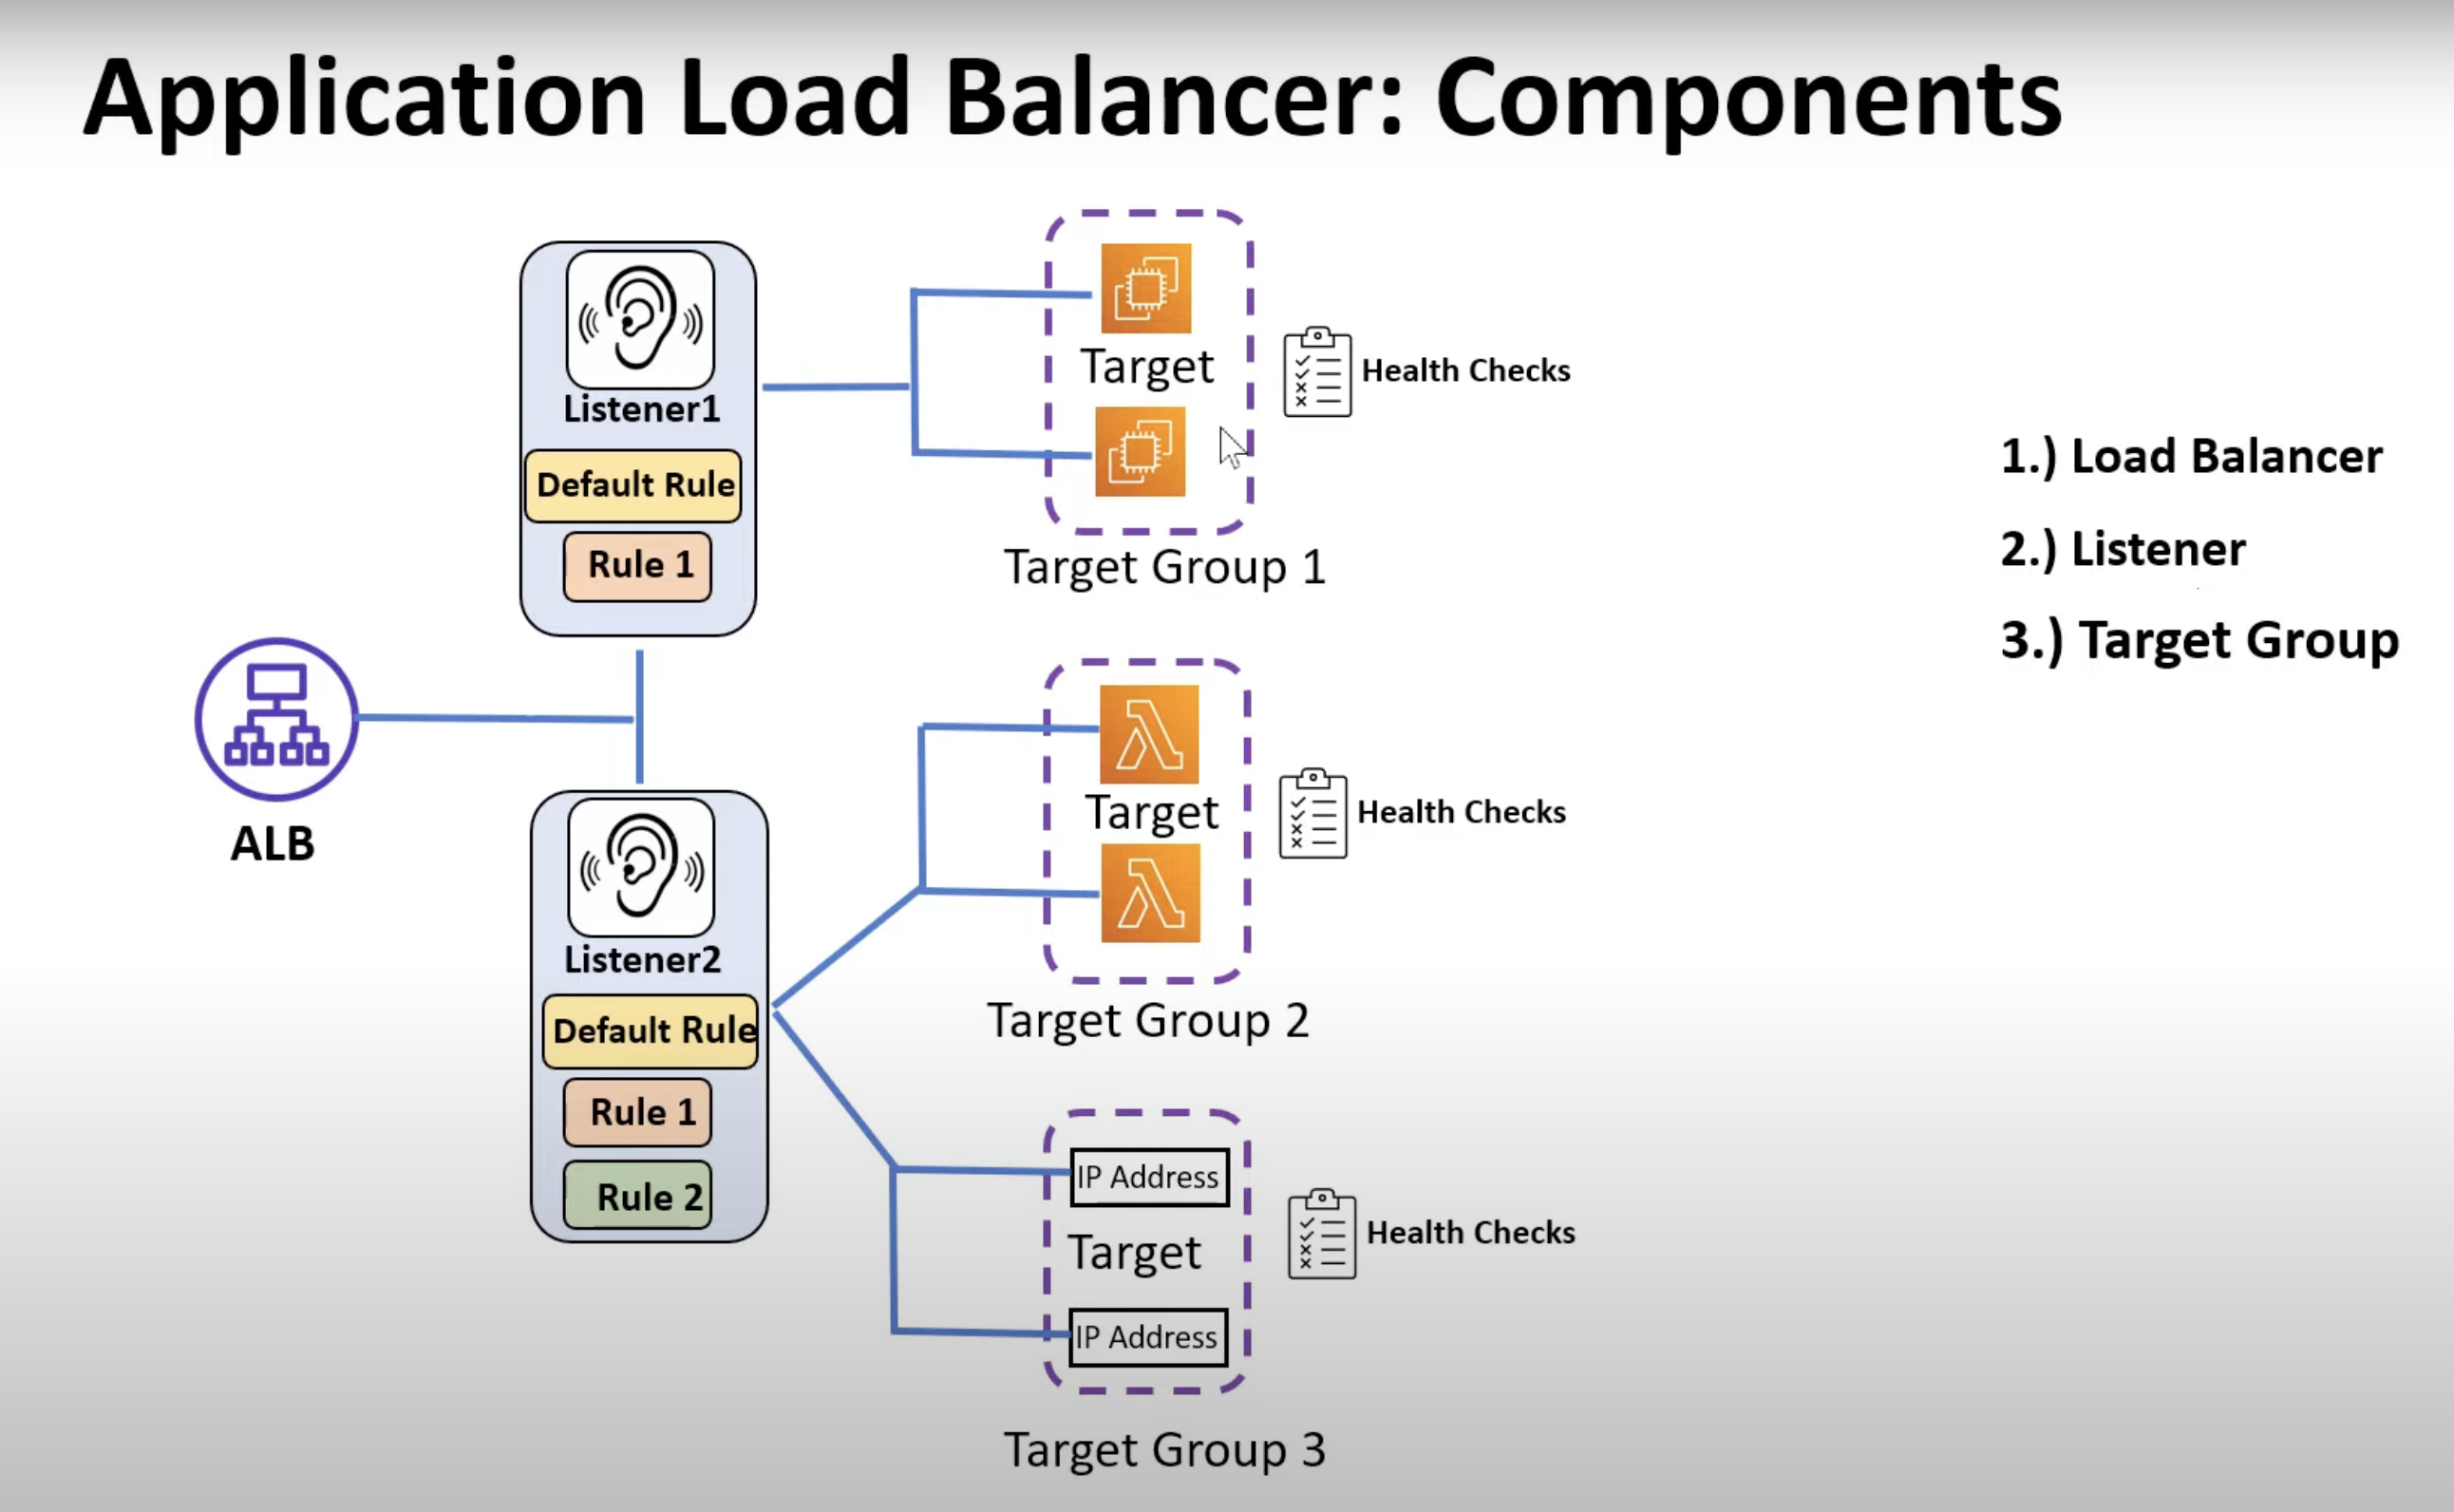 Application Load Balancer: Components
Listener1
Default Rule
Rule 1
Target
Health Checks
Target Group 1
ALB
Listener2
Default Rule
Rule 1
Rule 2
Target
Health Checks
Target Group 2
IP Address
Target
IP Address
Health Checks
Target Group 3
1.) Load Balancer
2.) Listener
3.) Target Group